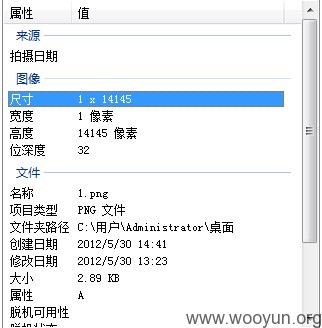 属性 值
来源
拍摄日期
图像
尺寸 1 x 14145
宽度 1 像素
高度 14145 像素
位深度 32
文件
名称 1.png
项目类型 PNG 文件
文件夹路径 C:\用户\Administrator\桌面
创建日期 2012/5/30 14:41
修改日期 2012/5/30 13:23
大小 2.89 KB
属性 A
脱机可用性
脱机状态
www.wooyun.org